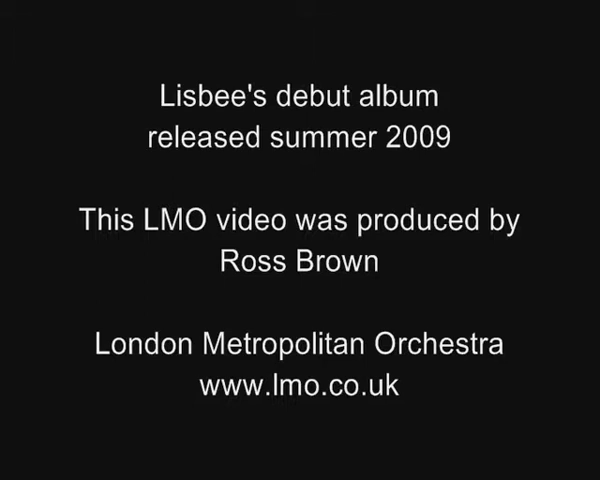 Lisbee's debut album
released summer 2009
This LMO video was produced by
Ross Brown
London Metropolitan Orchestra
www.lmo.co.uk